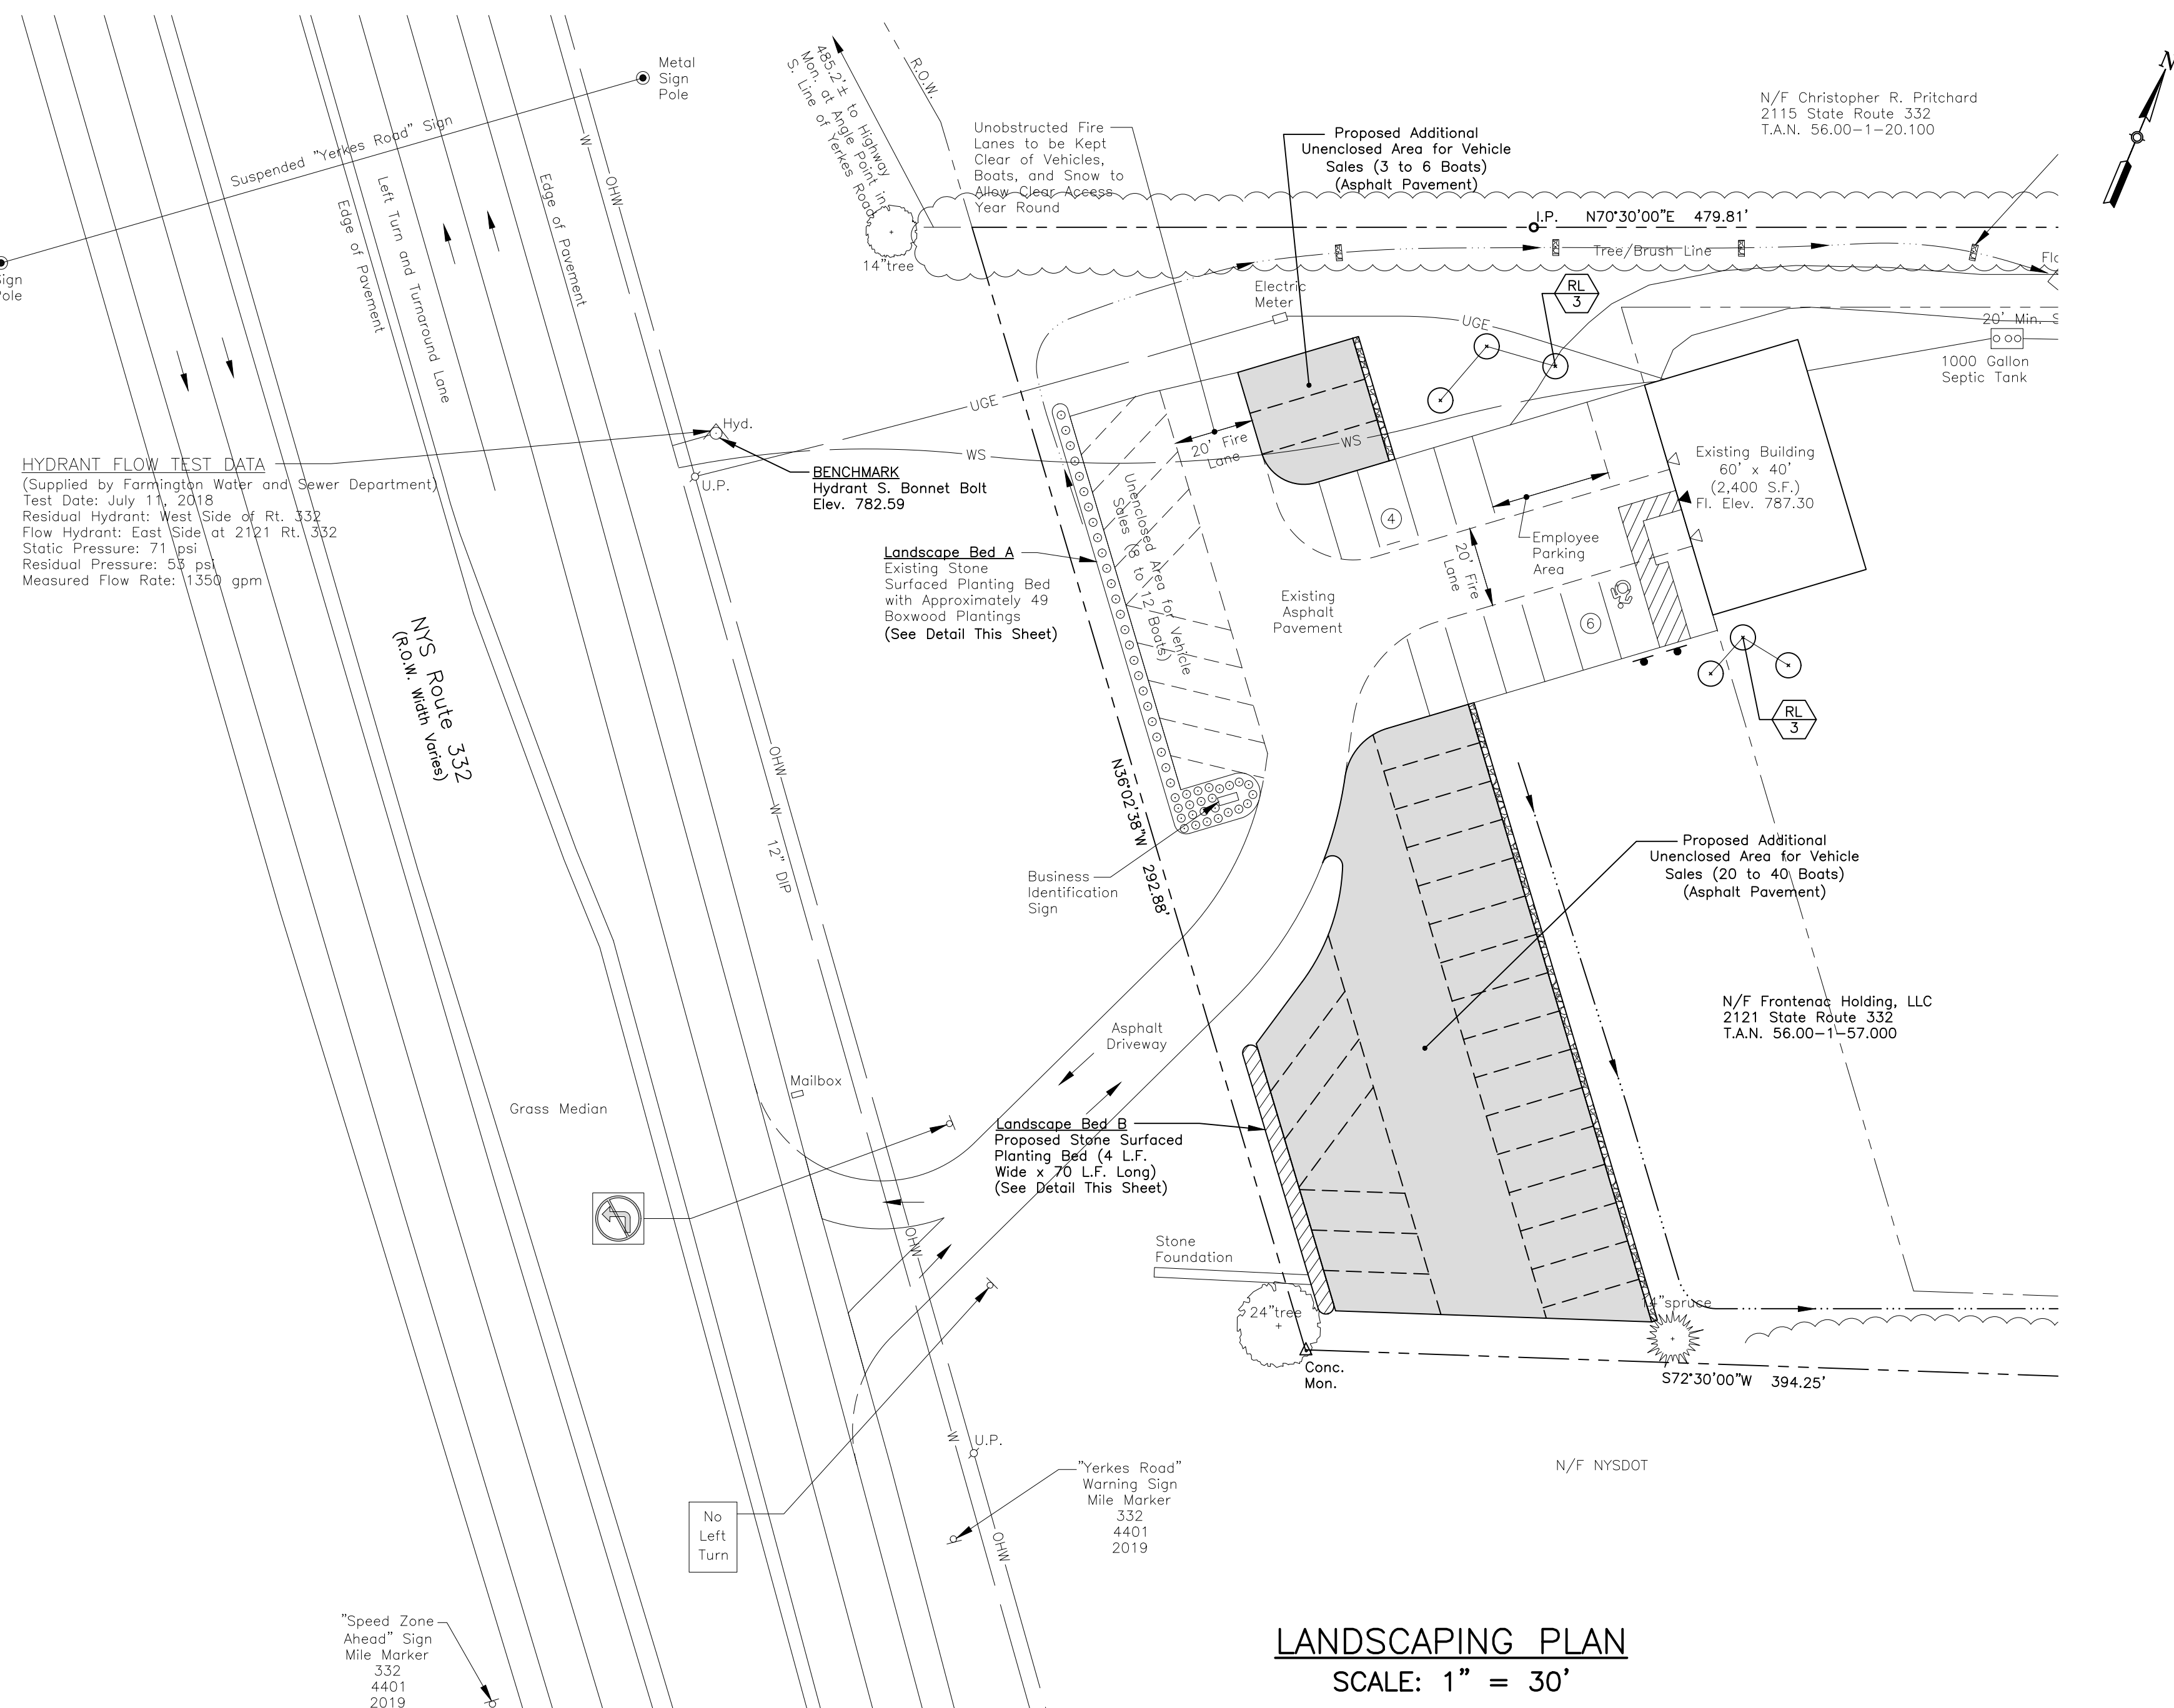 Metal
Sign
Pole
Suspended "Yerkes Road" Sign
Sign
Pole
Edge of Pavement
Left Turn and Turnaround Lane
Edge of Pavement
W
OHW
485.2'± to Highway
Mon. at Angle Point in
S. Line of Yerkes Road
R.O.W.
14"tree
Unobstructed Fire
Lanes to be Kept
Clear of Vehicles,
Boats, and Snow to
Allow Clear Access
Year Round
Proposed Additional
Unenclosed Area for Vehicle
Sales (3 to 6 Boats)
(Asphalt Pavement)
N/F Christopher R. Pritchard
2115 State Route 332
T.A.N. 56.00-1-20.100
N
I.P.
N70°30'00"E 479.81'
Tree/Brush Line
Electric
Meter
RL
3
UGE
20' Min. S
1000 Gallon
Septic Tank
UGE
Hyd.
WS
WS
U.P.
20' Fire
Lane
HYDRANT FLOW TEST DATA
(Supplied by Farmington Water and Sewer Department)
Test Date: July 11, 2018
Residual Hydrant: West Side of Rt. 332
Flow Hydrant: East Side at 2121 Rt. 332
Static Pressure: 71 psi
Residual Pressure: 53 psi
Measured Flow Rate: 1350 gpm
BENCHMARK
Hydrant S. Bonnet Bolt
Elev. 782.59
Existing Building
60' x 40'
(2,400 S.F.)
Fl. Elev. 787.30
Unenclosed Area for Vehicle
Sales (8 to 12 Boats)
4
Employee
Parking
Area
20' Fire
Lane
Landscape Bed A
Existing Stone
Surfaced Planting Bed
with Approximately 49
Boxwood Plantings
(See Detail This Sheet)
Existing
Asphalt
Pavement
6
RL
3
NYS Route 332
(R.O.W. Width Varies)
OHW
W
12" DIP
N36°02'38"W 292.88'
Business
Identification
Sign
Proposed Additional
Unenclosed Area for Vehicle
Sales (20 to 40 Boats)
(Asphalt Pavement)
N/F Frontenac Holding, LLC
2121 State Route 332
T.A.N. 56.00-1-57.000
Asphalt
Driveway
Mailbox
Grass Median
Landscape Bed B
Proposed Stone Surfaced
Planting Bed (4 L.F.
Wide x 70 L.F. Long)
(See Detail This Sheet)
OHW
Stone
Foundation
24"tree
14"spruce
Conc.
Mon.
S72°30'00"W 394.25'
W
U.P.
N/F NYSDOT
"Yerkes Road"
Warning Sign
Mile Marker
332
4401
2019
OHW
No
Left
Turn
"Speed Zone
Ahead" Sign
Mile Marker
332
4401
2019
LANDSCAPING PLAN
SCALE: 1" = 30'